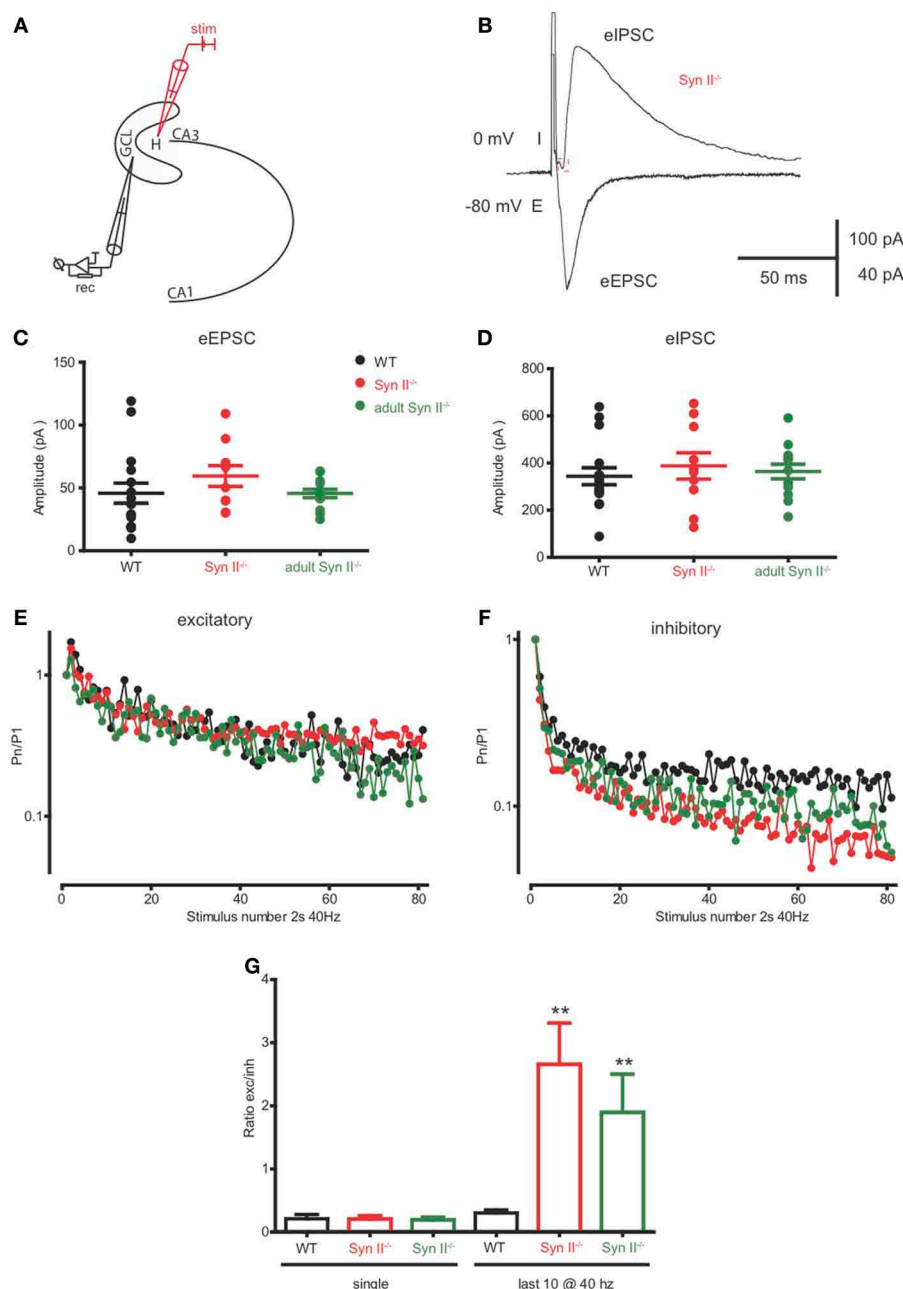 A
stim
GCL
H
CA3
rec
CA1
B
eIPSC
Syn II-/-
0 mV I
-80 mV E
eEPSC
100 pA
50 ms
40 pA
C
eEPSC
Amplitude (pA )
150
100
50
0
WT
Syn II-/-
adult Syn II-/-
WT
Syn II-/-
adult Syn II-/-
D
eIPSC
Amplitude (pA)
800
600
400
200
0
WT
Syn II-/-
adult Syn II-/-
E
excitatory
Pn/P1
1
0.1
0 20 40 60 80
Stimulus number 2s 40Hz
F
inhibitory
Pn/P1
1
0.1
0 20 40 60 80
Stimulus number 2s 40Hz
G
Ratio exc/inh
4
3
2
1
0
**
**
WT Syn II-/- Syn II-/- WT Syn II-/- Syn II-/-
single last 10 @ 40 hz